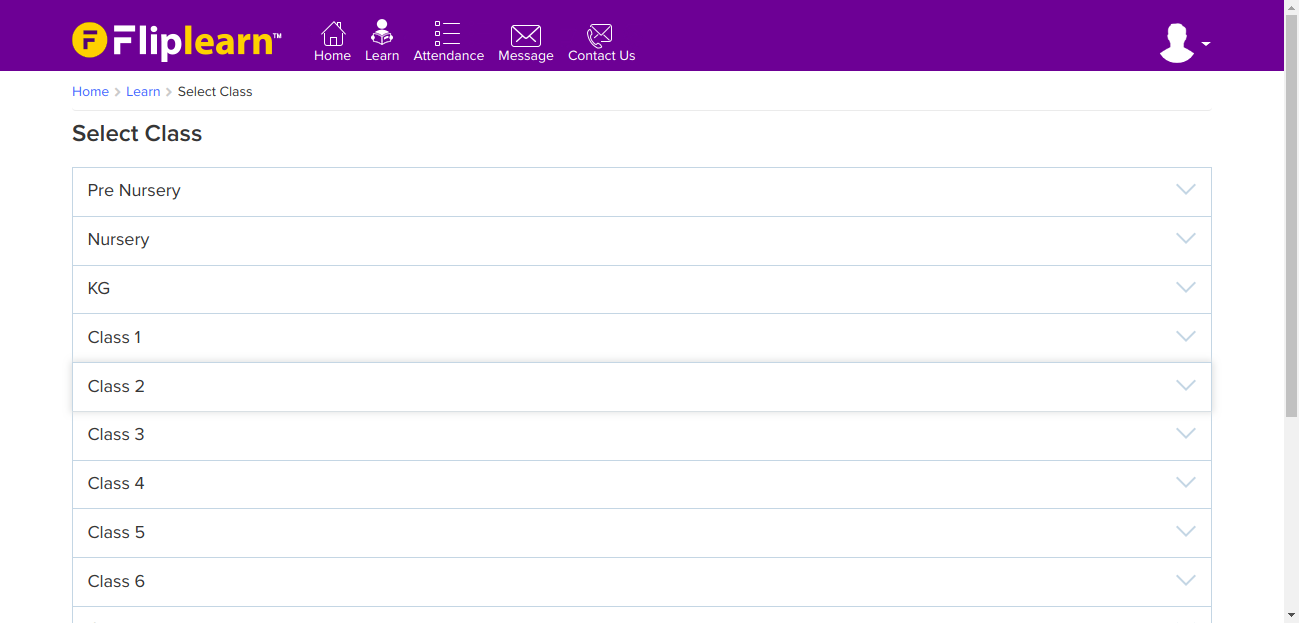 Fliplearn™
Home Learn Attendance Message Contact Us
Home > Learn > Select Class
Select Class
Pre Nursery
Nursery
KG
Class 1
Class 2
Class 3
Class 4
Class 5
Class 6